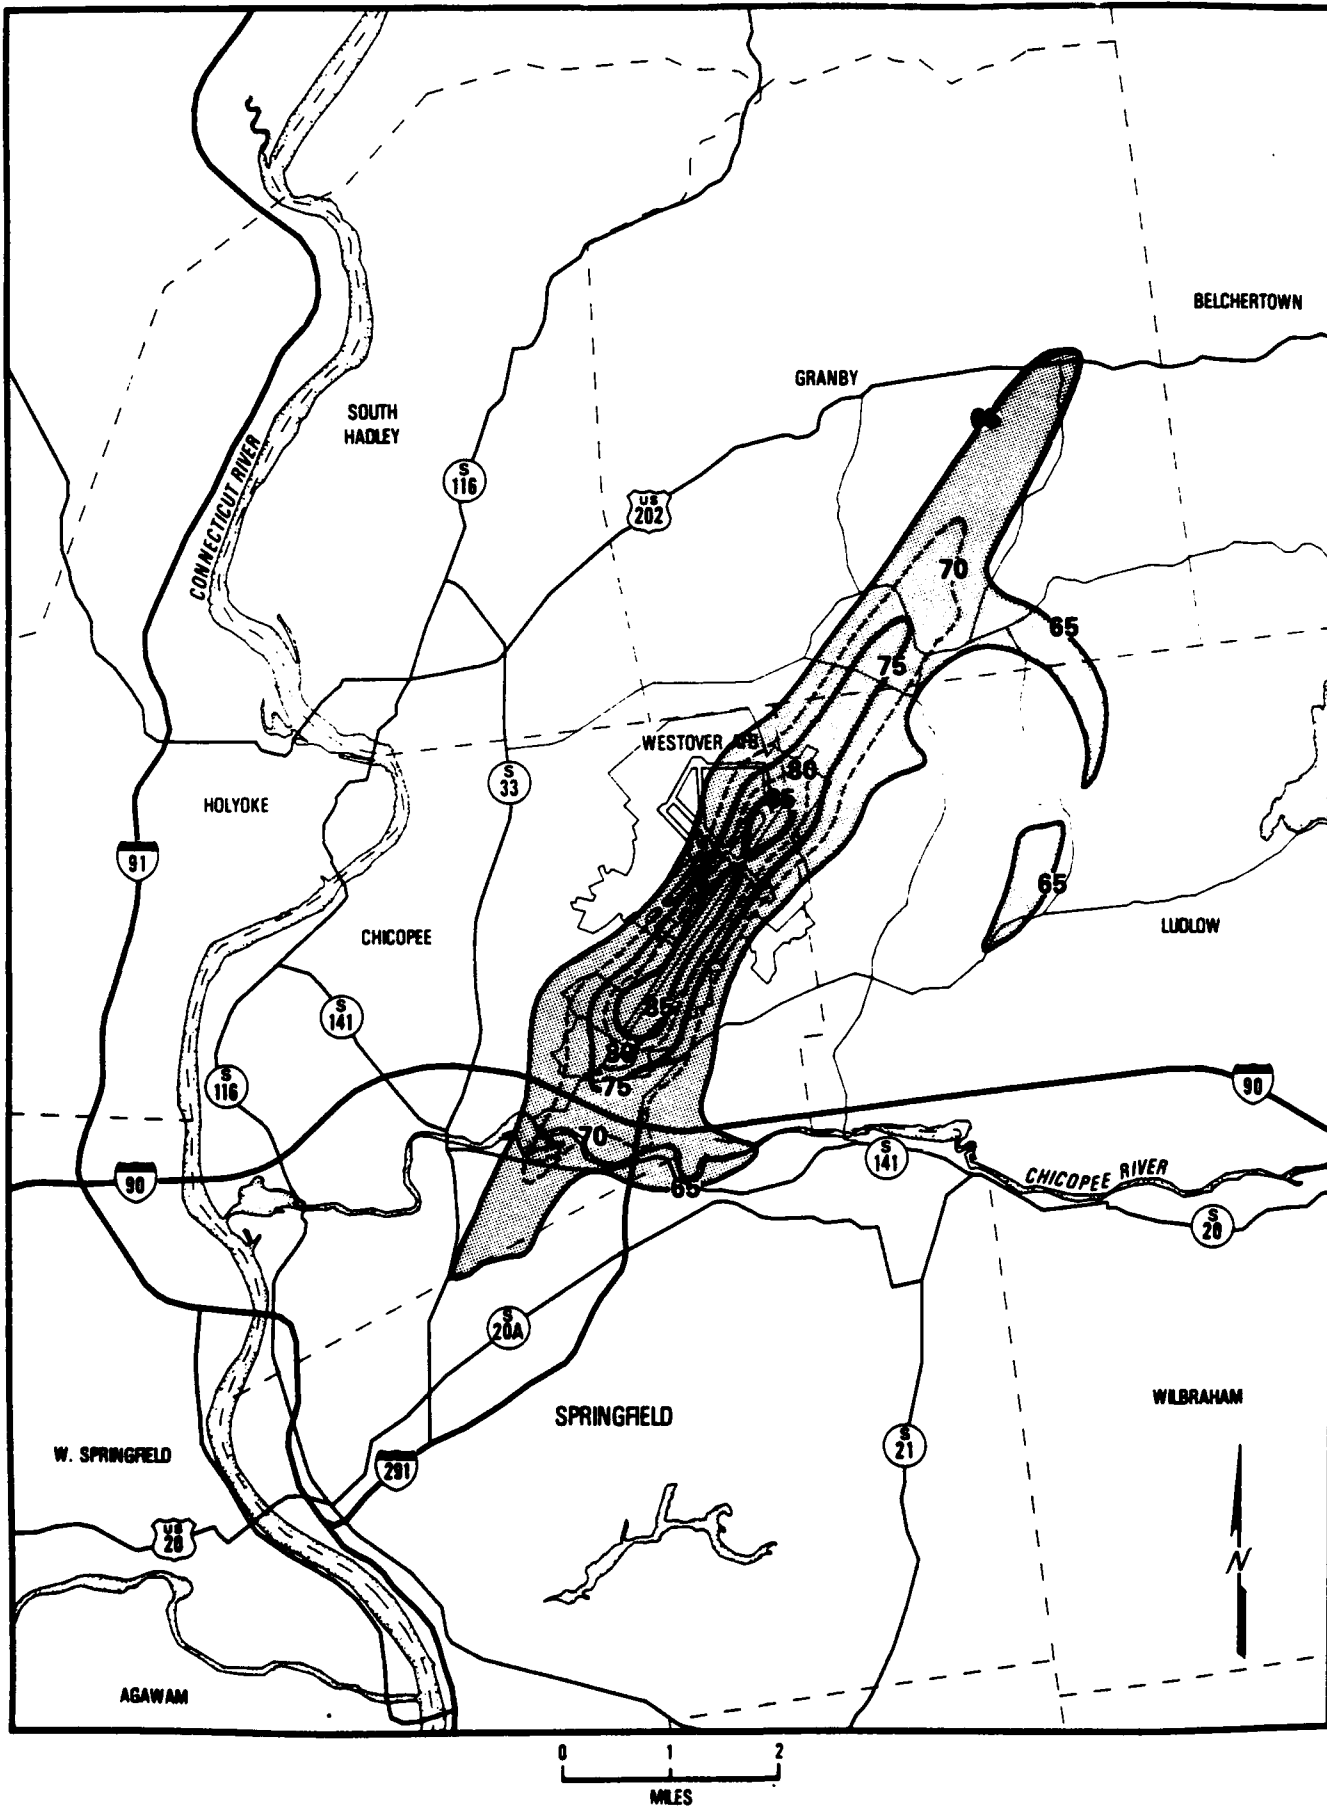 BELCHERTOWN
GRANBY
SOUTH
HADLEY
CONNECTICUT RIVER
S
116
US
202
70
65
75
WESTOVER
80
S
33
HOLYOKE
91
65
CHICOPEE
LUDLOW
85
S
141
80
75
S
116
90
70
S
141
90
65
CHICOPEE RIVER
S
20
S
20A
SPRINGFIELD
WILBRAHAM
W. SPRINGFIELD
S
21
291
US
20
N
AGAWAM
0 1 2
MILES